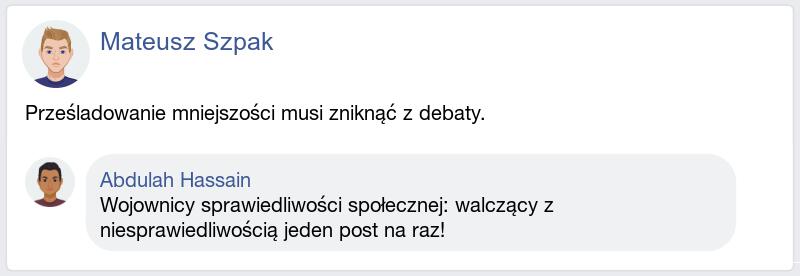 Mateusz Szpak
Prześladowanie mniejszości musi zniknąć z debaty.
Abdulah Hassain
Wojownicy sprawiedliwości społecznej: walczący z
niesprawiedliwością jeden post na raz!